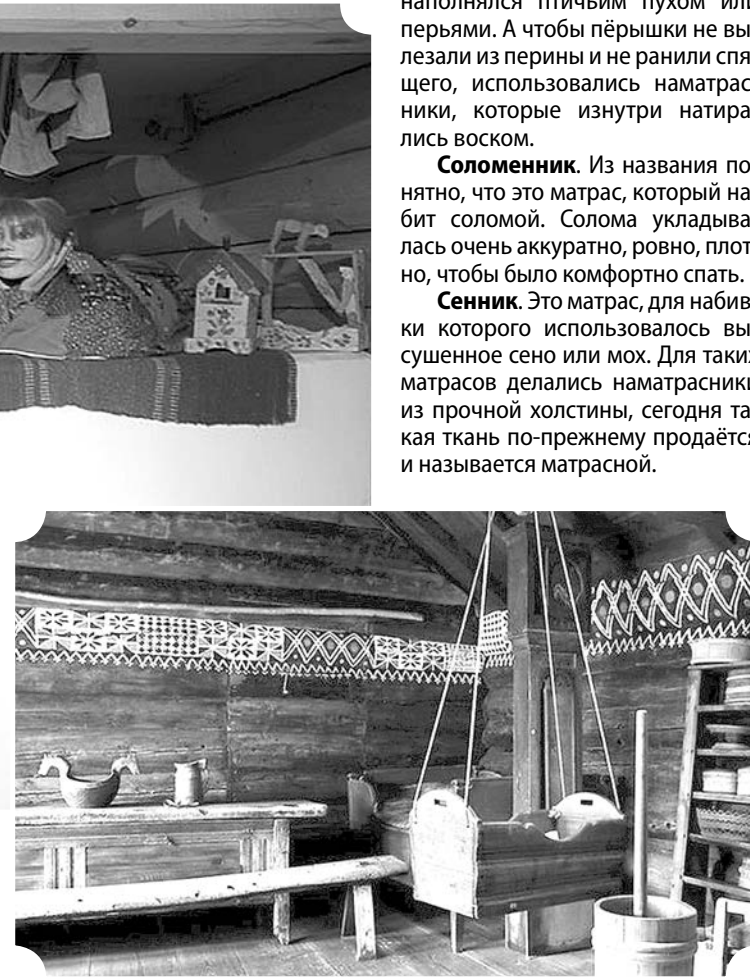 наполнялся птичьим пухом или
перьями. А чтобы пёрышки не вы
лезали из перины и не ранили спя
щего, использовались наматрас
ники, которые изнутри натира
лись воском.
Соломенник. Из названия по
нятно, что это матрас, который на
бит соломой. Солома укладыва
лась очень аккуратно, ровно, плот
но, чтобы было комфортно спать.
Сенник. Это матрас, для набив
ки которого использовалось вы
сушенное сено или мох. Для таких
матрасов делались наматрасники
из прочной холстины, сегодня та
кая ткань по-прежнему продаётся
и называется матрасной.